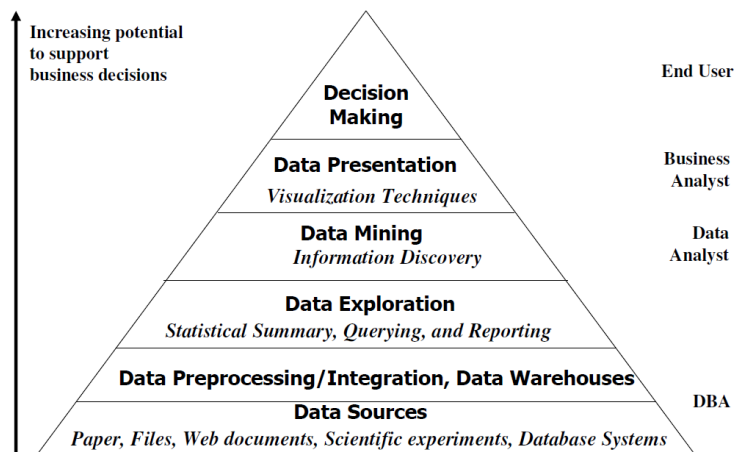 Increasing potential
to support
business decisions
End User
Decision
Making
Data Presentation
Visualization Techniques
Business
Analyst
Data Mining
Information Discovery
Data
Analyst
Data Exploration
Statistical Summary, Querying, and Reporting
Data Preprocessing/Integration, Data Warehouses
DBA
Data Sources
Paper, Files, Web documents, Scientific experiments, Database Systems